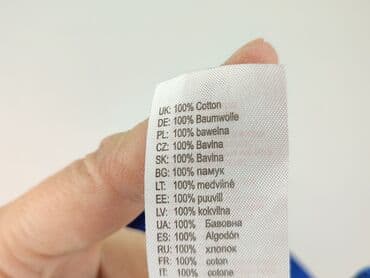 UK: 100% Cotton
DE: 100% Baumwolle
PL: 100% bawełna
CZ: 100% Bavlna
SK: 100% Bavlna
BG: 100% памук
LT: 100% medvilnė
EE: 100% puuvill
LV: 100% kokvilna
UA: 100% Бавовна
ES: 100% Algodón
RU: 100% хлопок
FR: 100% coton
IT: 100% cotone